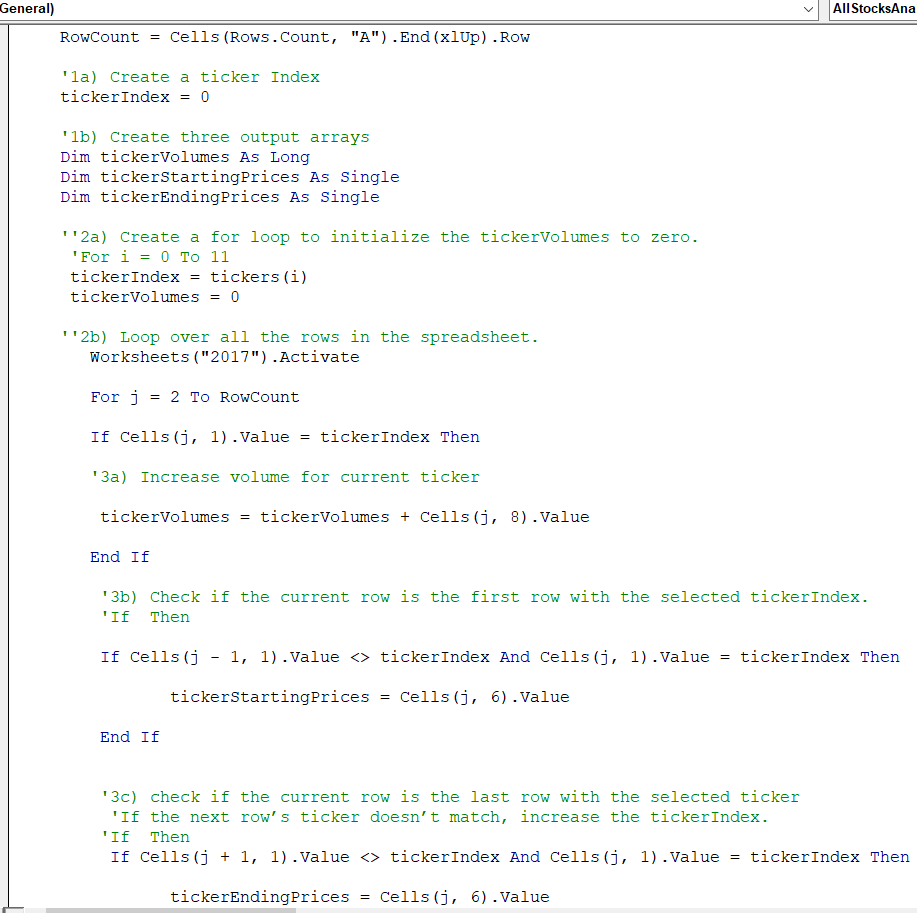 General)
AllStocksAna
RowCount = Cells(Rows.Count, "A").End(xlUp).Row
'1a) Create a ticker Index
tickerIndex = 0
'1b) Create three output arrays
Dim tickerVolumes As Long
Dim tickerStartingPrices As Single
Dim tickerEndingPrices As Single
''2a) Create a for loop to initialize the tickerVolumes to zero.
'For i = 0 To 11
tickerIndex = tickers(i)
tickerVolumes = 0
''2b) Loop over all the rows in the spreadsheet.
Worksheets("2017").Activate
For j = 2 To RowCount
If Cells(j, 1).Value = tickerIndex Then
'3a) Increase volume for current ticker
tickerVolumes = tickerVolumes + Cells(j, 8).Value
End If
'3b) Check if the current row is the first row with the selected tickerIndex.
'If  Then
If Cells(j - 1, 1).Value <> tickerIndex And Cells(j, 1).Value = tickerIndex Then
tickerStartingPrices = Cells(j, 6).Value
End If
'3c) check if the current row is the last row with the selected ticker
'If the next row’s ticker doesn’t match, increase the tickerIndex.
'If  Then
If Cells(j + 1, 1).Value <> tickerIndex And Cells(j, 1).Value = tickerIndex Then
tickerEndingPrices = Cells(j, 6).Value